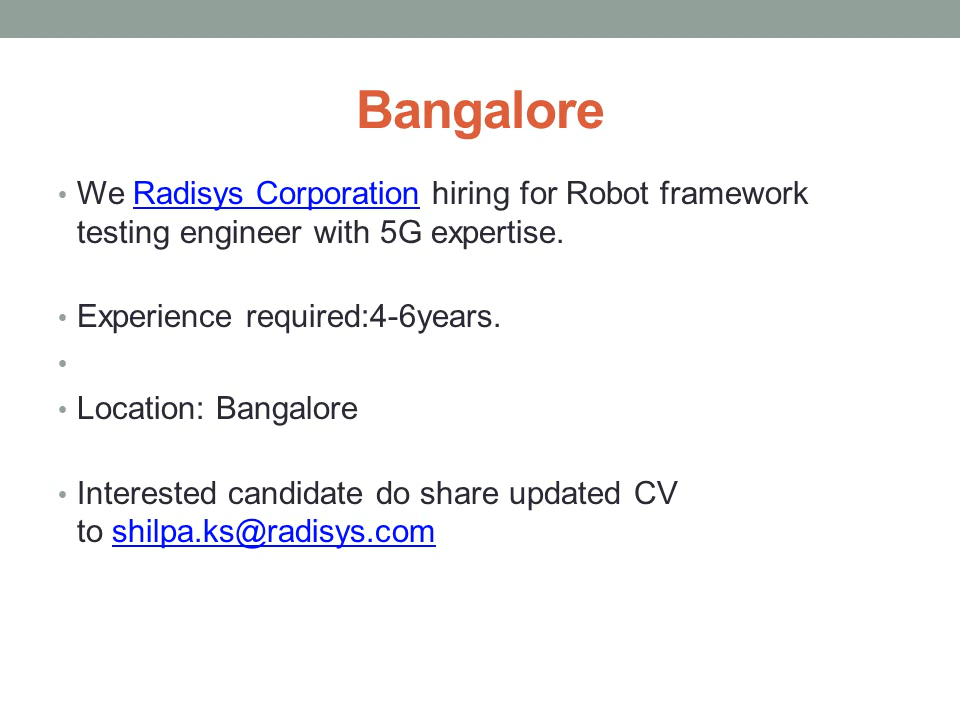 Bangalore
• We Radisys Corporation hiring for Robot framework
testing engineer with 5G expertise.
• Experience required:4-6years.
•
• Location: Bangalore
• Interested candidate do share updated CV
to shilpa.ks@radisys.com